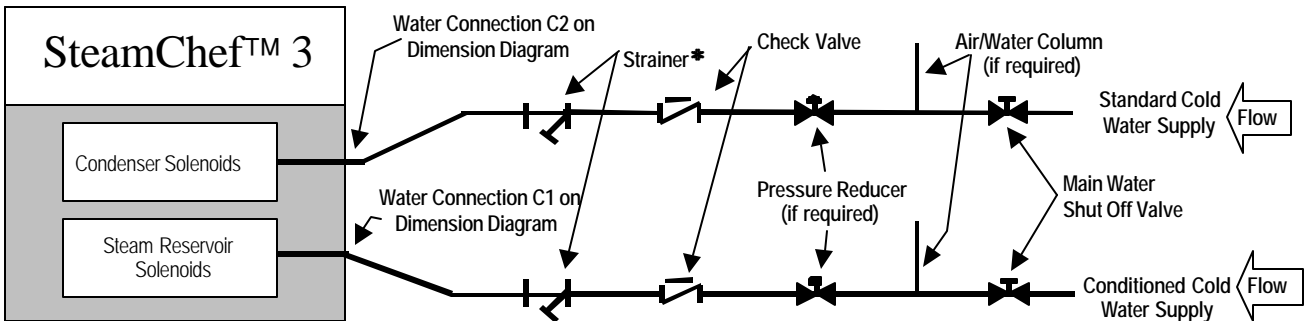 SteamChef™ 3
Water Connection C2 on
Dimension Diagram
Strainer*
Check Valve
Air/Water Column
(if required)
Standard Cold
Water Supply
Flow
Condenser Solenoids
Water Connection C1 on
Dimension Diagram
Pressure Reducer
(if required)
Main Water
Shut Off Valve
Steam Reservoir
Solenoids
Conditioned Cold
Water Supply
Flow